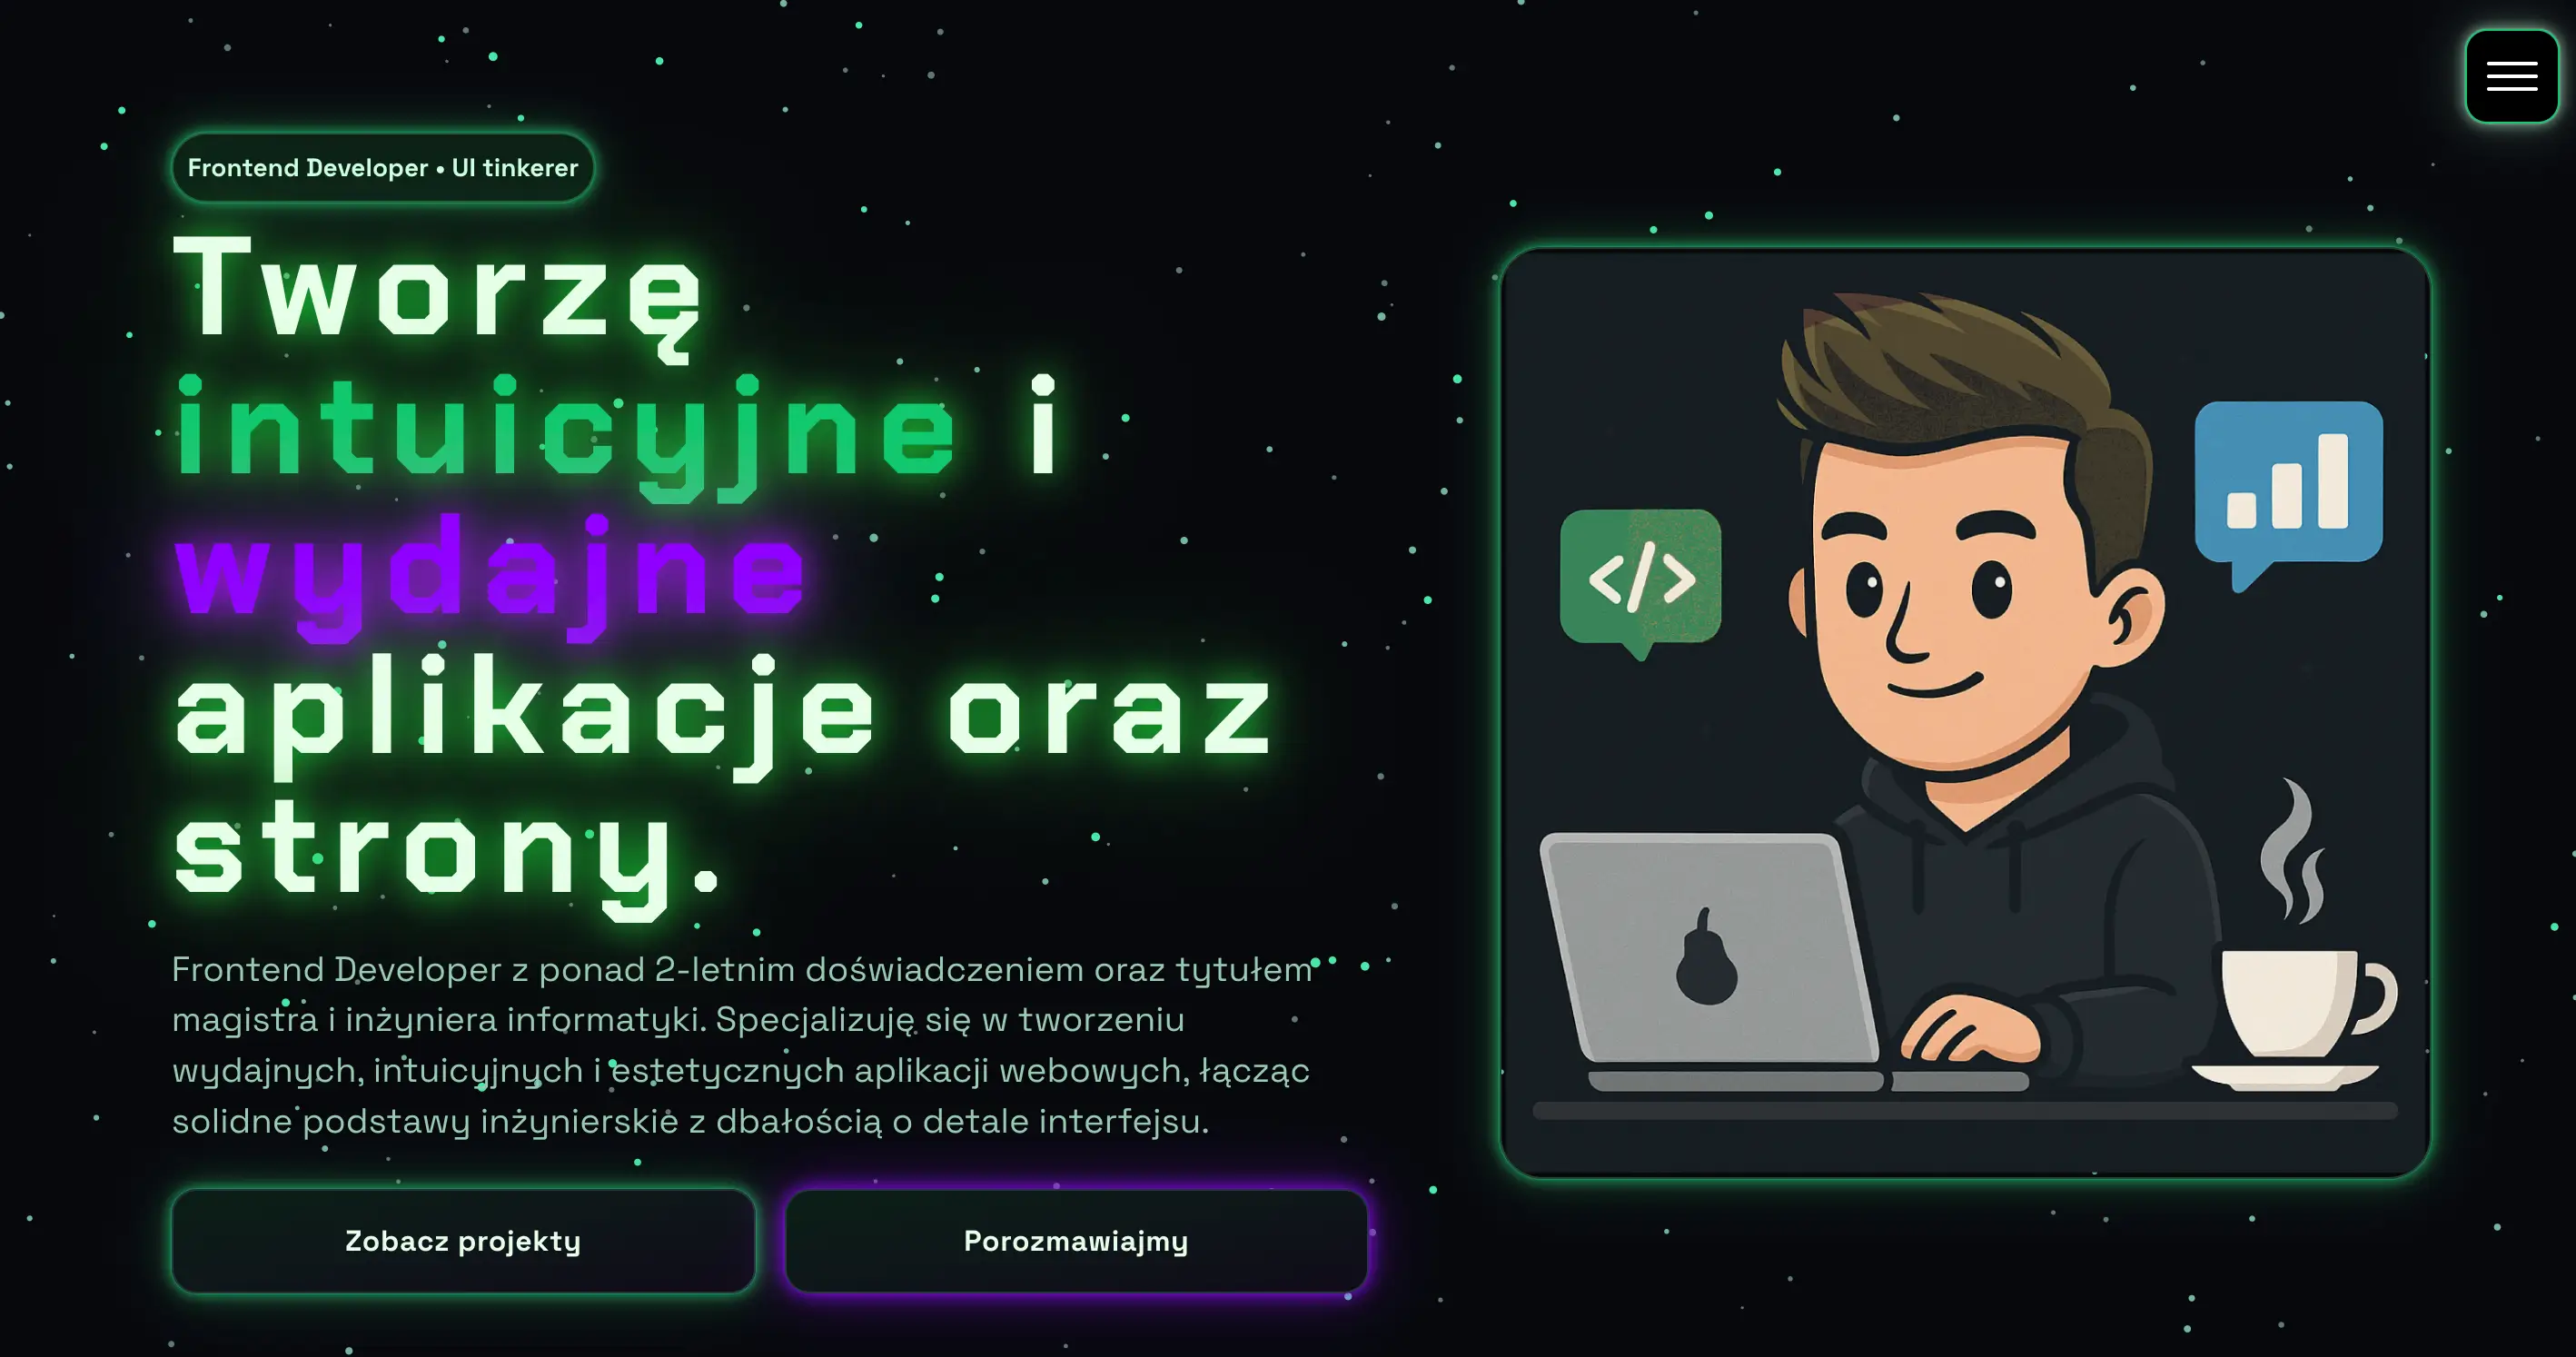 Frontend Developer • UI tinkerer
Tworzę
intuicyjne i
wydajne
aplikacje oraz
strony.
Frontend Developer z ponad 2-letnim doświadczeniem oraz tytułem
magistra i inżyniera informatyki. Specjalizuję się w tworzeniu
wydajnych, intuicyjnych i estetycznych aplikacji webowych, łącząc
solidne podstawy inżynierskie z dbałością o detale interfejsu.
Zobacz projekty
Porozmawiajmy
</>